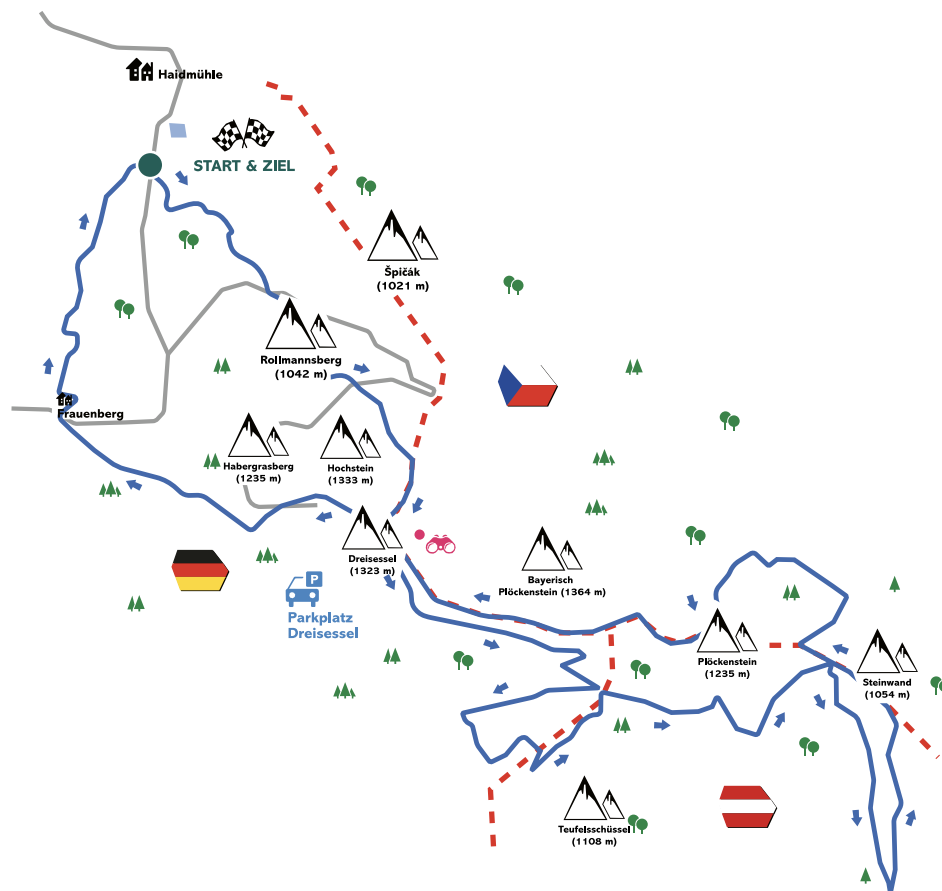 Haidmühle
START & ZIEL
Špičák
(1021 m)
Rollmannsberg
(1042 m)
Frauenberg
Habergrasberg
(1235 m)
Hochstein
(1333 m)
Dreisessel
(1323 m)
Bayerisch
Plöckenstein (1364 m)
P
Parkplatz
Dreisessel
Plöckenstein
(1235 m)
Steinwand
(1054 m)
Teufelsschüssel
(1108 m)